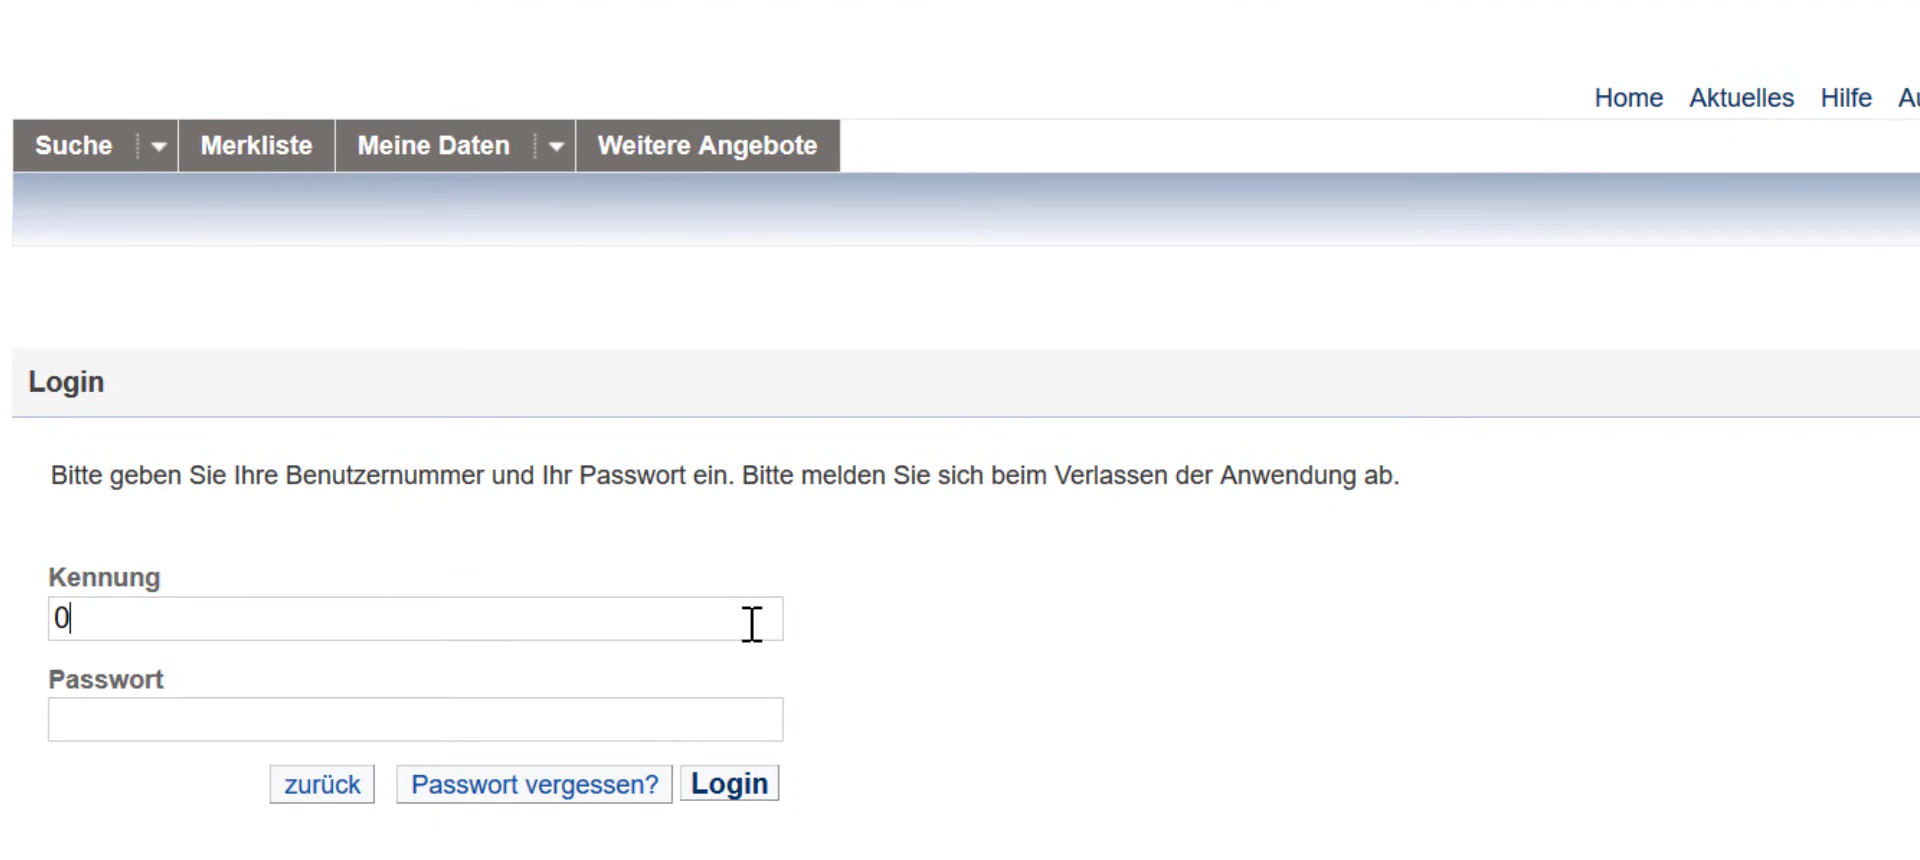 Home Aktuelles Hilfe
Suche Merkliste Meine Daten Weitere Angebote
Login
Bitte geben Sie Ihre Benutzernummer und Ihr Passwort ein. Bitte melden Sie sich beim Verlassen der Anwendung ab.
Kennung
0
Passwort
zurück Passwort vergessen? Login